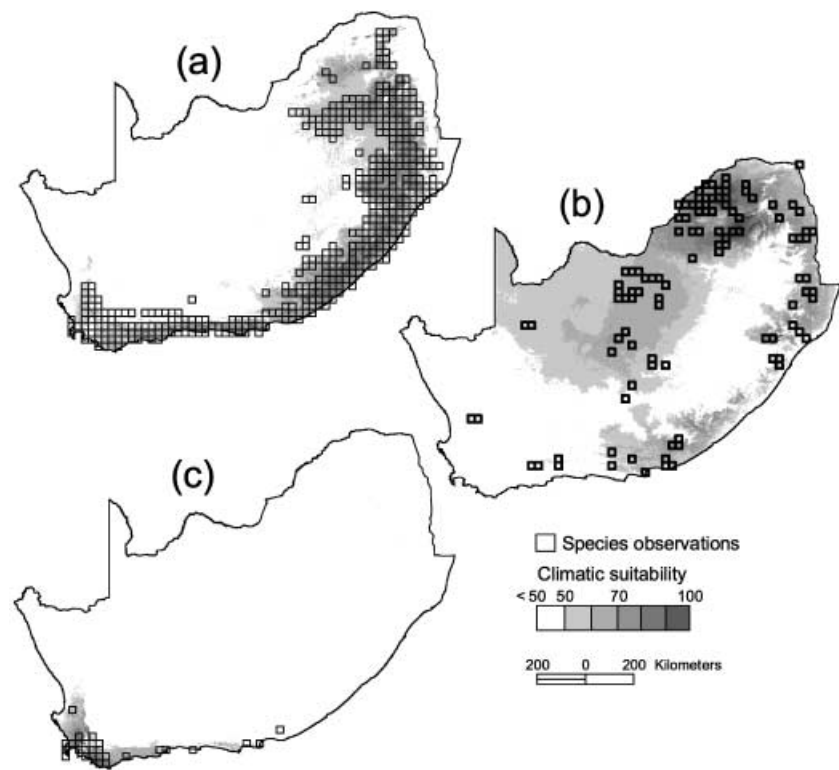 (a)
(b)
(c)
Species observations
Climatic suitability
<50 50 70 100
200 0 200 Kilometers